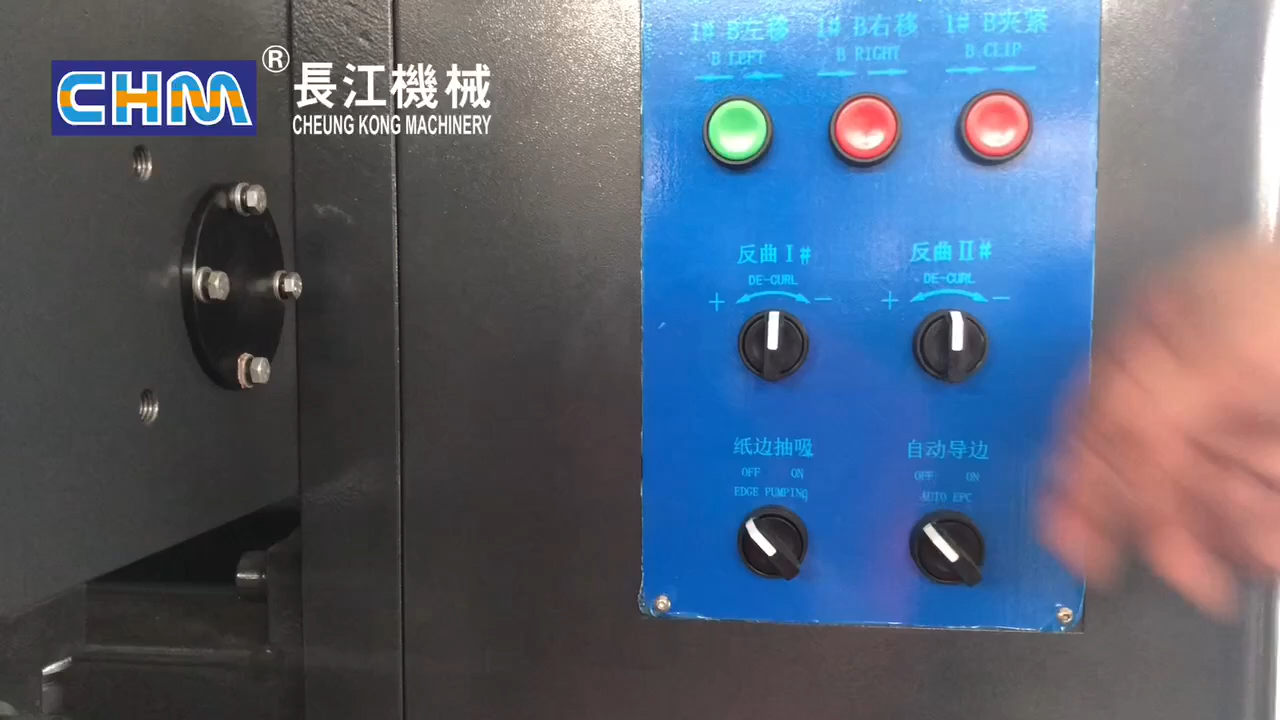 CHM®
長江機械
CHEUNG KONG MACHINERY
1# B左移 1# B右移 1# B夹紧
B LEFT B RIGHT B CLIP
反曲 I # 反曲 II #
DE-CURL DE-CURL
+ − + −
纸边抽吸 自动导边
OFF ON OFF ON
EDGE PUMPING AUTO EPC